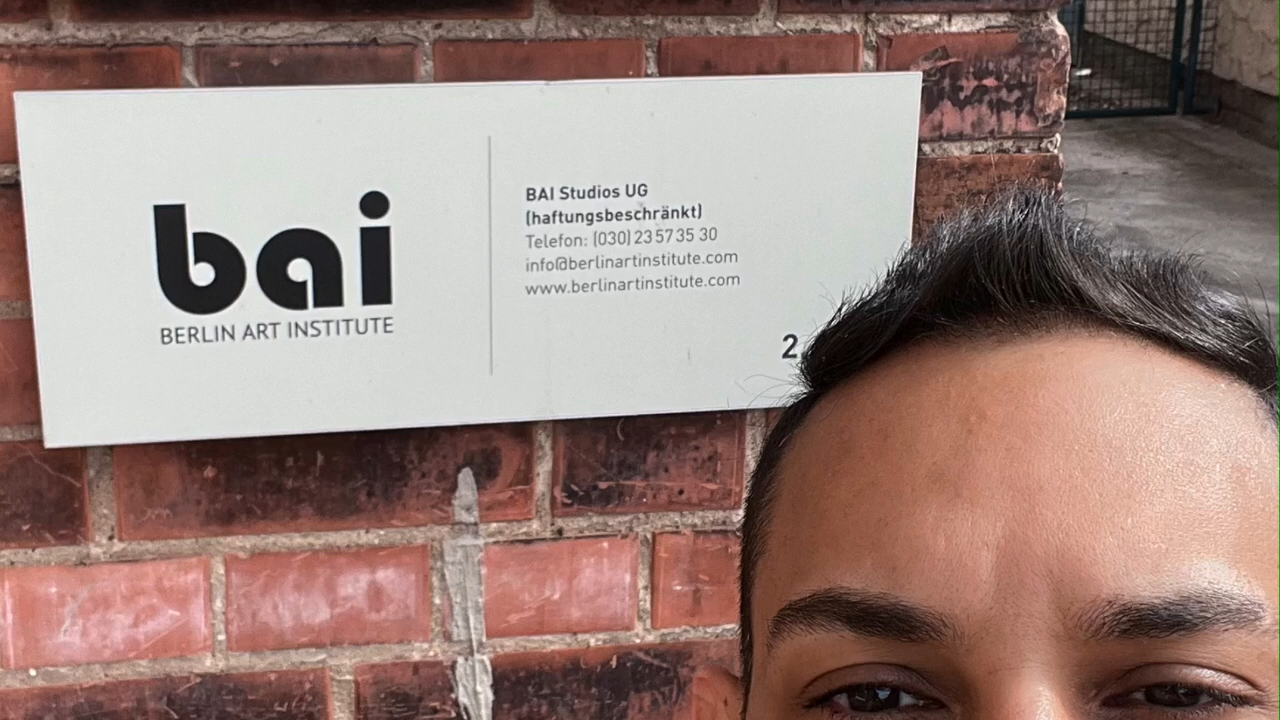 bai
BERLIN ART INSTITUTE
BAI Studios UG
(haftungsbeschränkt)
Telefon: (030) 23 57 35 30
info@berlinartinstitute.com
www.berlinartinstitute.com
2